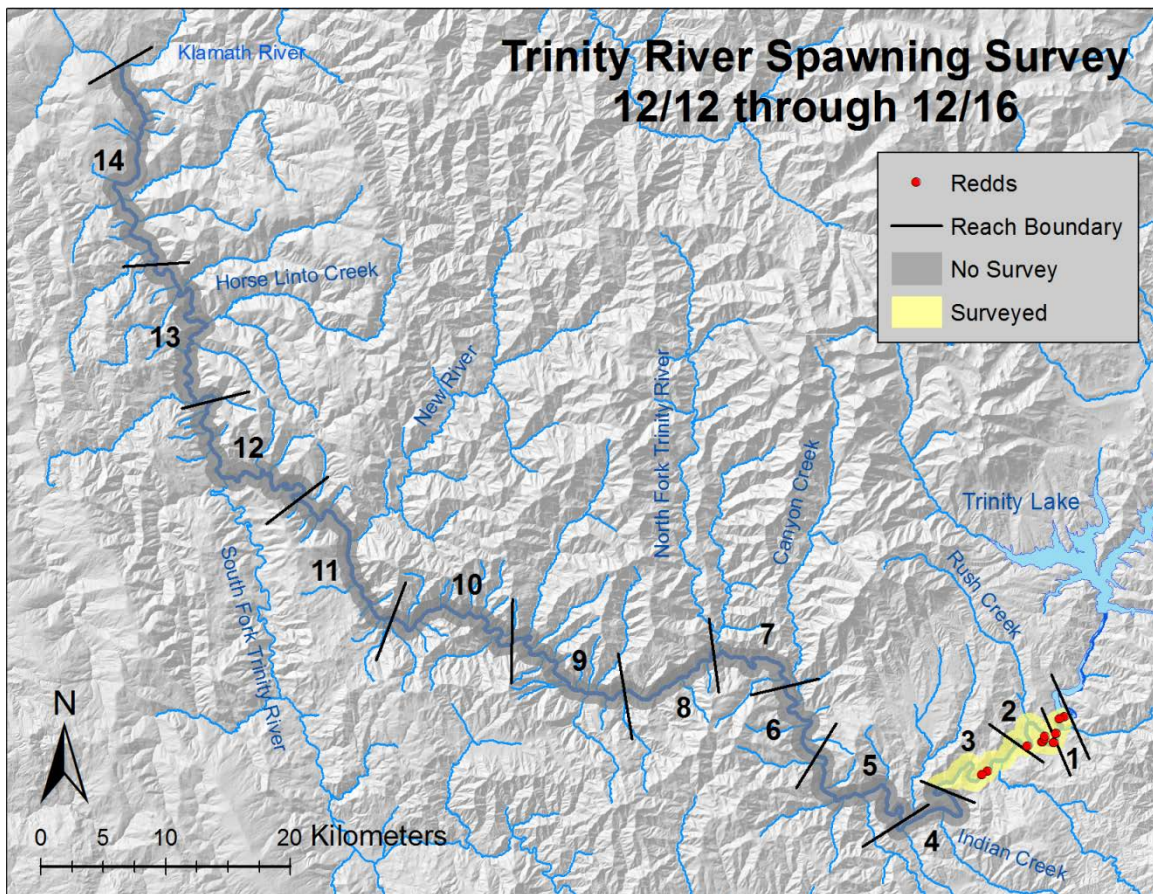 Trinity River Spawning Survey
12/12 through 12/16
Redds
Reach Boundary
No Survey
Surveyed
Klamath River
14
Horse Linto Creek
13
New River
North Fork Trinity River
Canyon Creek
12
Trinity Lake
Rush Creek
South Fork Trinity River
11
10
9
8
7
6
5
4
3
2
1
Indian Creek
N
0 5 10 20 Kilometers